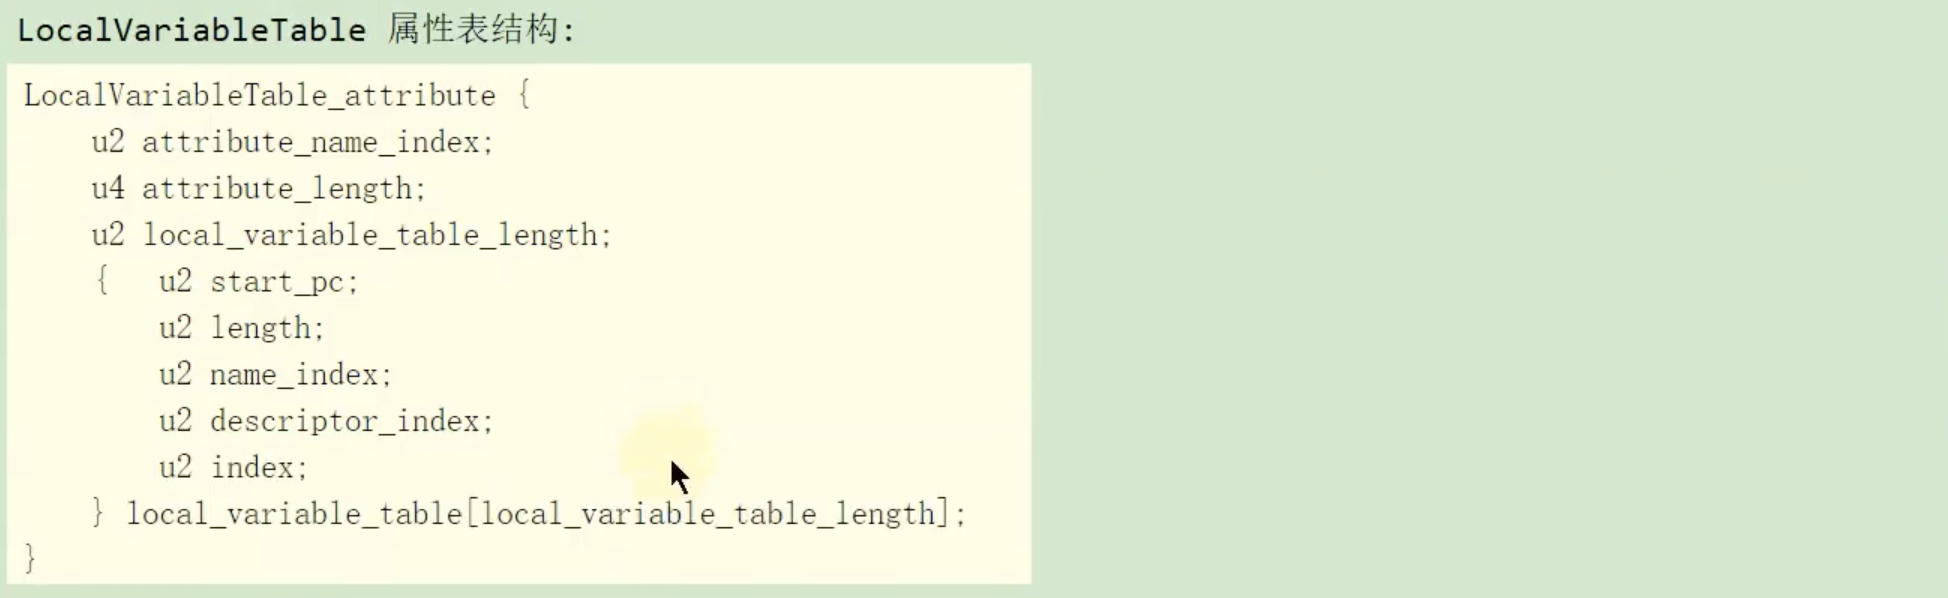 LocalVariableTable 属性表结构:
LocalVariableTable_attribute {
    u2 attribute_name_index;
    u4 attribute_length;
    u2 local_variable_table_length;
    {   u2 start_pc;
        u2 length;
        u2 name_index;
        u2 descriptor_index;
        u2 index;
    } local_variable_table[local_variable_table_length];
}